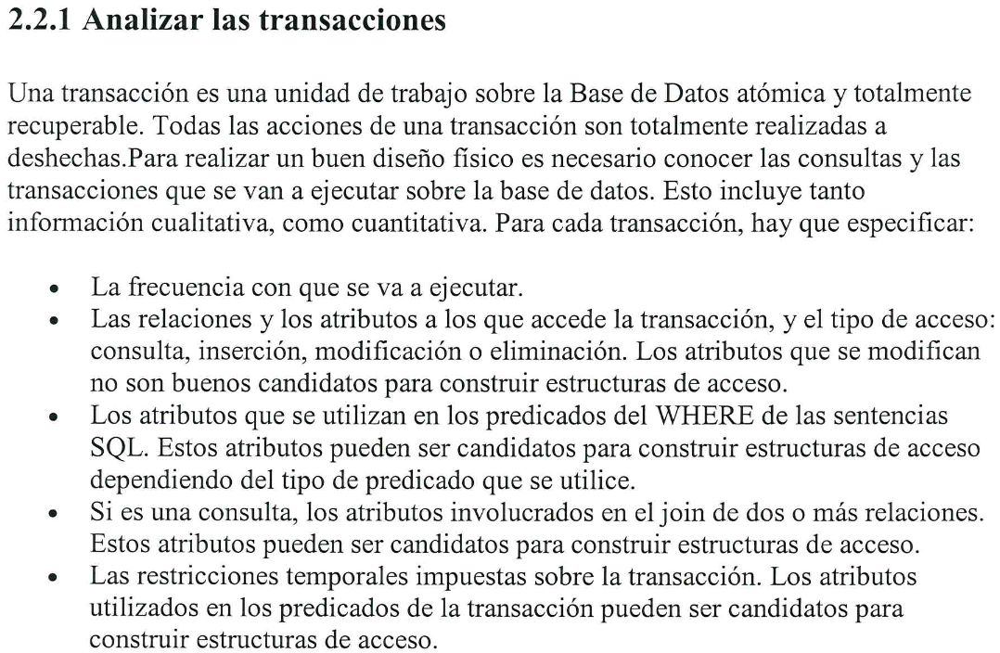 2.2.1 Analizar las transacciones
Una transacción es una unidad de trabajo sobre la Base de Datos atómica y totalmente
recuperable. Todas las acciones de una transacción son totalmente realizadas a
deshechas.Para realizar un buen diseño físico es necesario conocer las consultas y las
transacciones que se van a ejecutar sobre la base de datos. Esto incluye tanto
información cualitativa, como cuantitativa. Para cada transacción, hay que especificar:
• La frecuencia con que se va a ejecutar.
• Las relaciones y los atributos a los que accede la transacción, y el tipo de acceso:
consulta, inserción, modificación o eliminación. Los atributos que se modifican
no son buenos candidatos para construir estructuras de acceso.
• Los atributos que se utilizan en los predicados del WHERE de las sentencias
SQL. Estos atributos pueden ser candidatos para construir estructuras de acceso
dependiendo del tipo de predicado que se utilice.
• Si es una consulta, los atributos involucrados en el join de dos o más relaciones.
Estos atributos pueden ser candidatos para construir estructuras de acceso.
• Las restricciones temporales impuestas sobre la transacción. Los atributos
utilizados en los predicados de la transacción pueden ser candidatos para
construir estructuras de acceso.